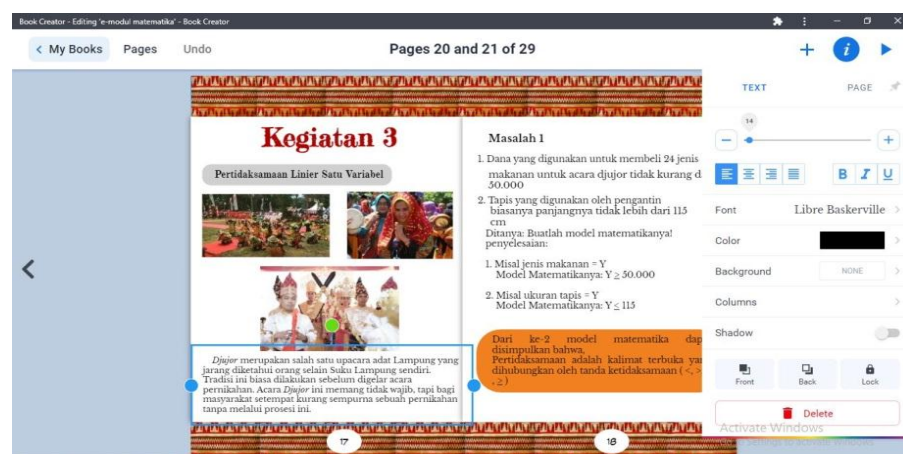 Book Creator - Editing 'e-modul matematika' - Book Creator
My Books Pages Undo
Pages 20 and 21 of 29
Kegiatan 3
Pertidaksamaan Linier Satu Variabel
Djujor merupakan salah satu upacara adat Lampung yang
jarang diketahui orang selain Suku Lampung sendiri.
Tradisi ini biasa dilakukan sebelum digelar acara
pernikahan. Acara Djujor ini memang tidak wajib, tapi bagi
masyarakat setempat kurang sempurna sebuah pernikahan
tanpa melalui prosesi ini.
17
Masalah 1
1. Dana yang digunakan untuk membeli 24 jenis
makanan untuk acara djujor tidak kurang d
50.000
2. Tapis yang digunakan oleh pengantin
biasanya panjangnya tidak lebih dari 115
cm
Ditanya: Buatlah model matematikanya!
penyelesaian:
1. Misal jenis makanan = Y
Model Matematikanya: Y ≥ 50.000
2. Misal ukuran tapis = Y
Model Matematikanya: Y ≤ 115
Dari ke-2 model matematika dap
disimpulkan bahwa,
Pertidaksamaan adalah kalimat terbuka yan
dihubungkan oleh tanda ketidaksamaan ( <, >
, ≥ )
18
TEXT PAGE
14
B I U
Font Libre Baskerville
Color
Background NONE
Columns
Shadow
Front Back Lock
Delete
Activate Windows
Go to Settings to activate Windows.